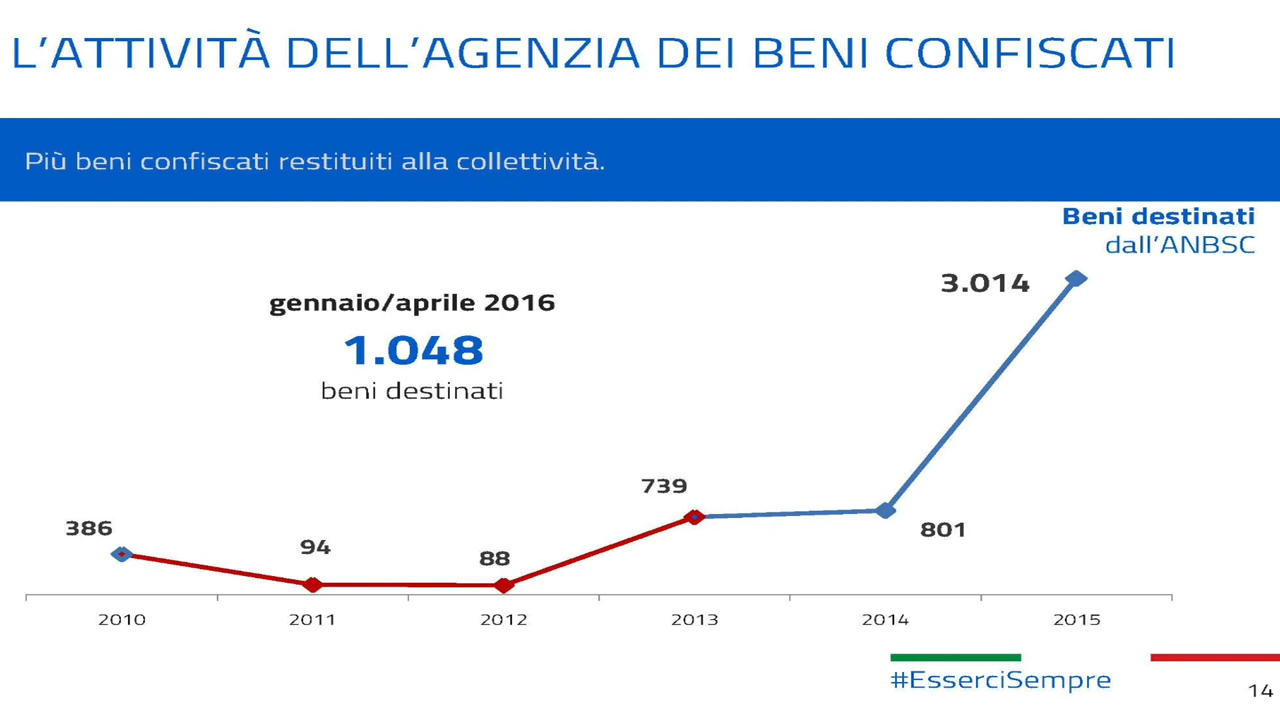 L'ATTIVITÀ DELL'AGENZIA DEI BENI CONFISCATI
Più beni confiscati restituiti alla collettività.
Beni destinati
dall'ANBSC
3.014
gennaio/aprile 2016
1.048
beni destinati
739
386
94
88
801
2010 2011 2012 2013 2014 2015
#EsserciSempre
14